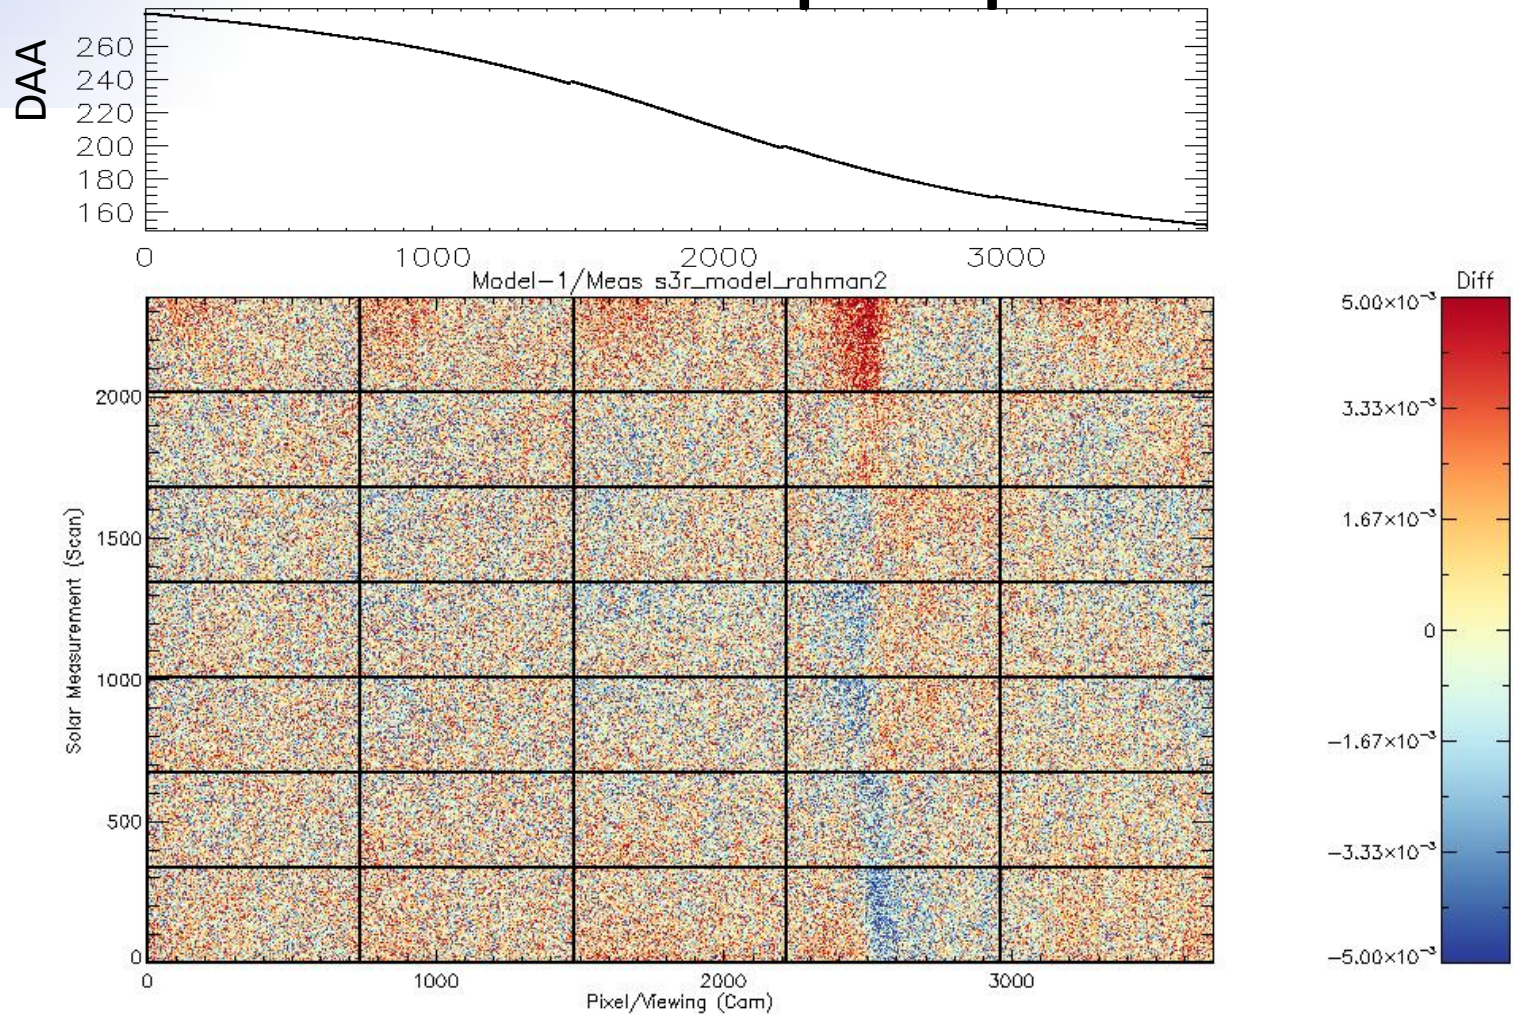 DAA
260
240
220
200
180
160
0 1000 2000 3000
Model-1/Meas s3r_model_rahman2
Diff
5.00×10⁻³
3.33×10⁻³
1.67×10⁻³
0
-1.67×10⁻³
-3.33×10⁻³
-5.00×10⁻³
Solar Measurement (Scan)
2000
1500
1000
500
0
0 1000 2000 3000
Pixel/Viewing (Cam)